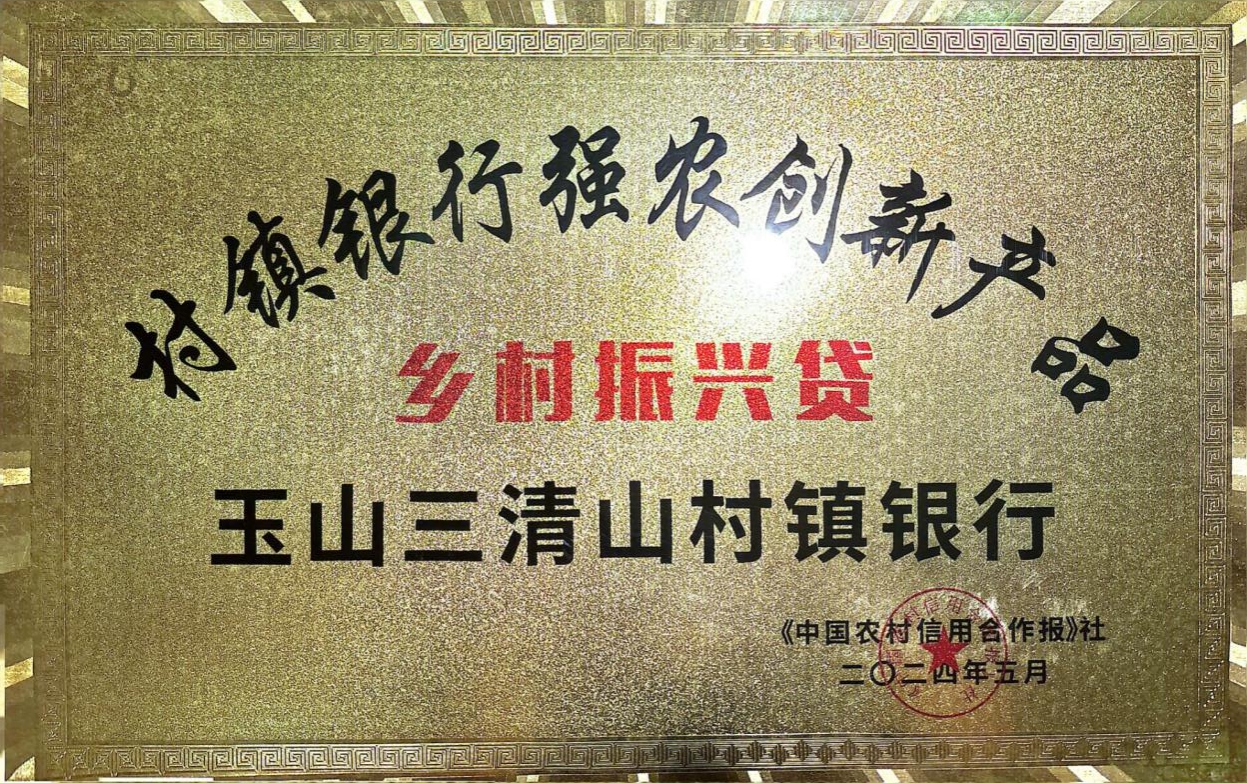 村镇银行强农创新产品
乡村振兴贷
玉山三清山村镇银行
《中国农村信用合作报》社
二〇二四年五月